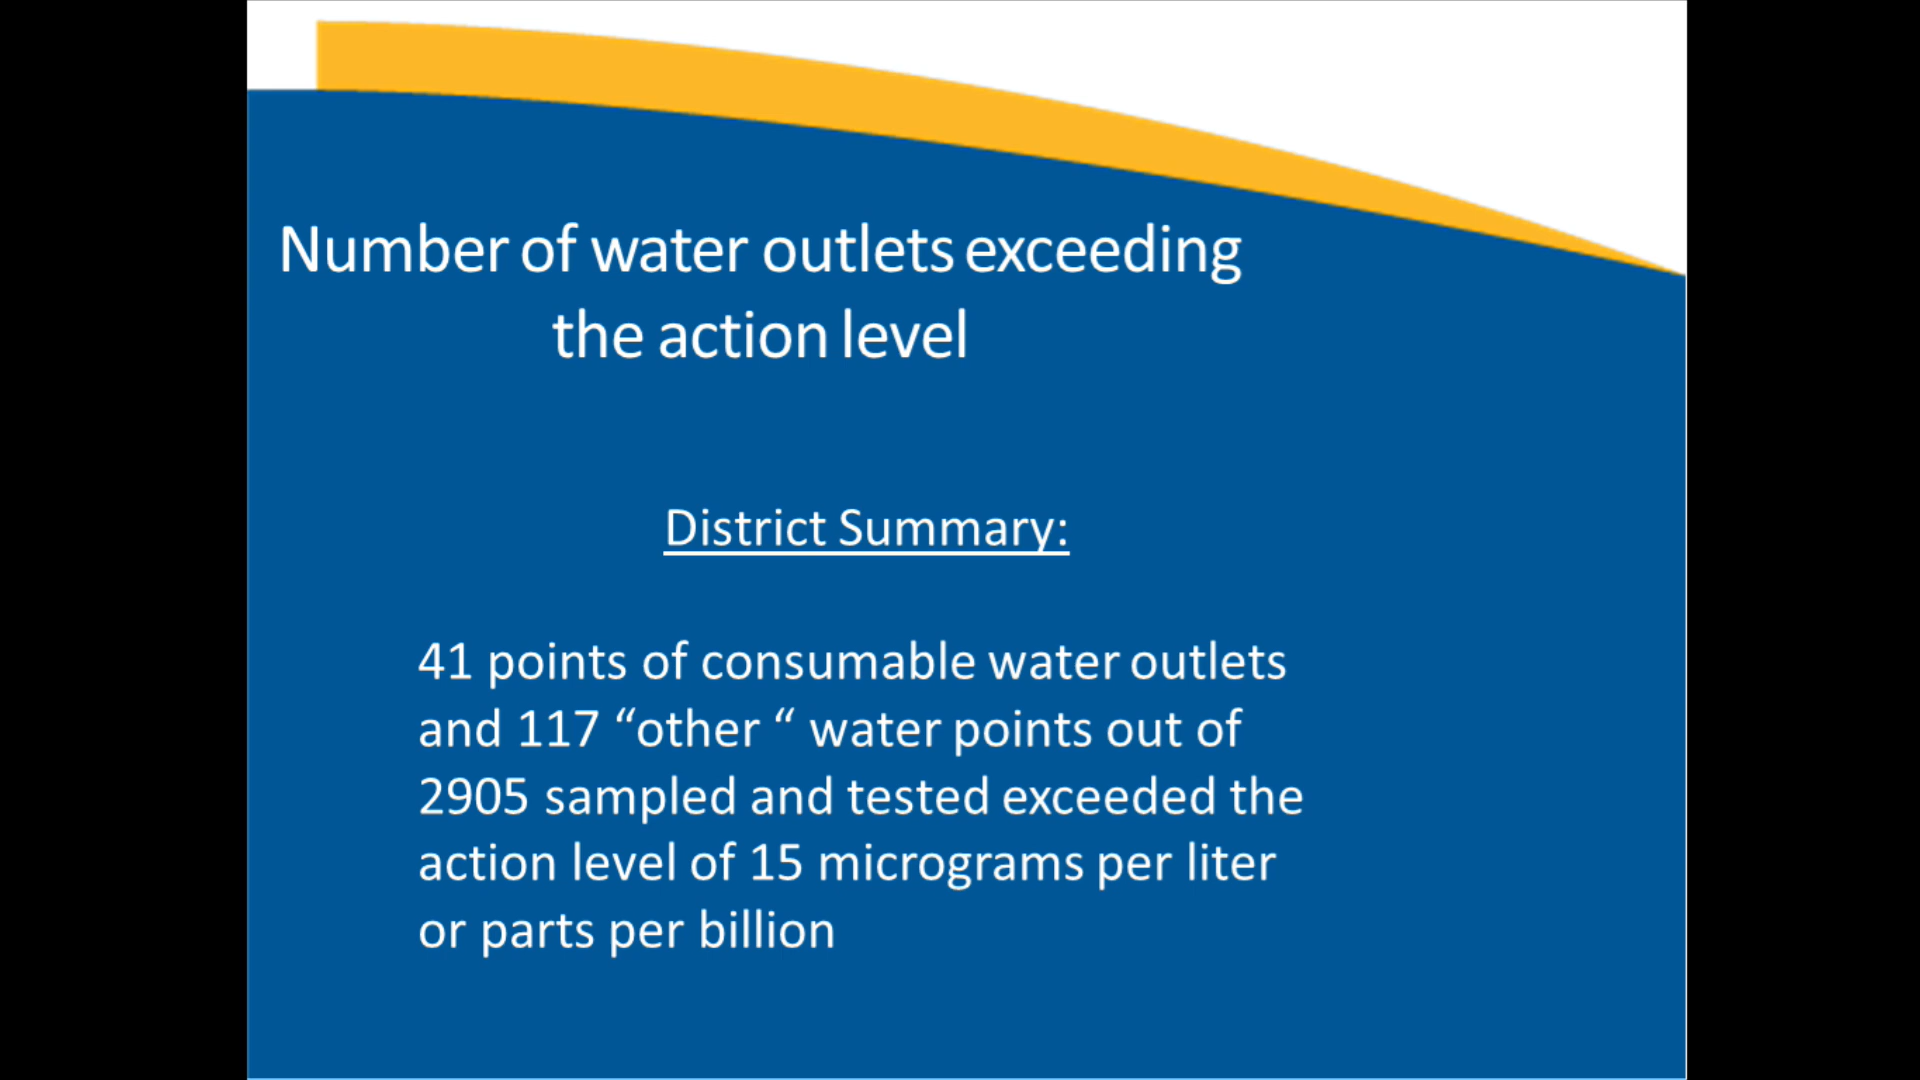 Number of water outlets exceeding
the action level
District Summary:
41 points of consumable water outlets
and 117 “other “ water points out of
2905 sampled and tested exceeded the
action level of 15 micrograms per liter
or parts per billion